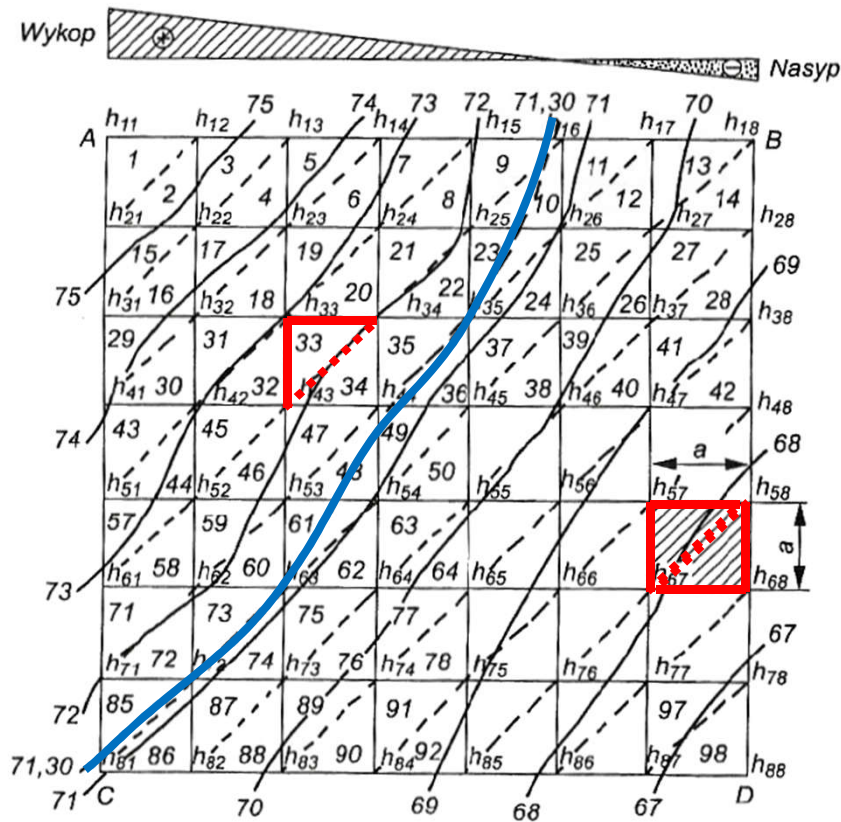 Wykop
+
−
Nasyp
75 74 73 72 71,30 71 70
A h11 h12 h13 h14 h15 16 h17 h18 B
1 3 5 7 9 11 13
2 4 6 8 10 12 14
h21 h22 h23 h24 h25 h26 h27 h28
15 17 19 21 23 25 27
69
75 h31 16 h32 18 h33 20 h34 22 h35 24 h36 26 h37 28 h38
29 31 33 35 37 39 41
h41 30 h42 32 h43 34 h44 36 h45 38 h46 40 h47 42 h48
74 43 45 47 49
a 68
h51 44 h52 46 h53 48 h54 50 h55 h56 h57 h58
57 59 61 63
a
h61 58 h62 60 h63 62 h64 64 h65 h66 h67 h68
73
71 73 75 77
67
h71 72 74 h73 76 h74 78 h75 h76 h77 h78
72 85 87 89 91 97
71,30 h81 86 h82 88 h83 90 h84 92 h85 h86 h87 98 h88
71 C 70 69 68 67 D